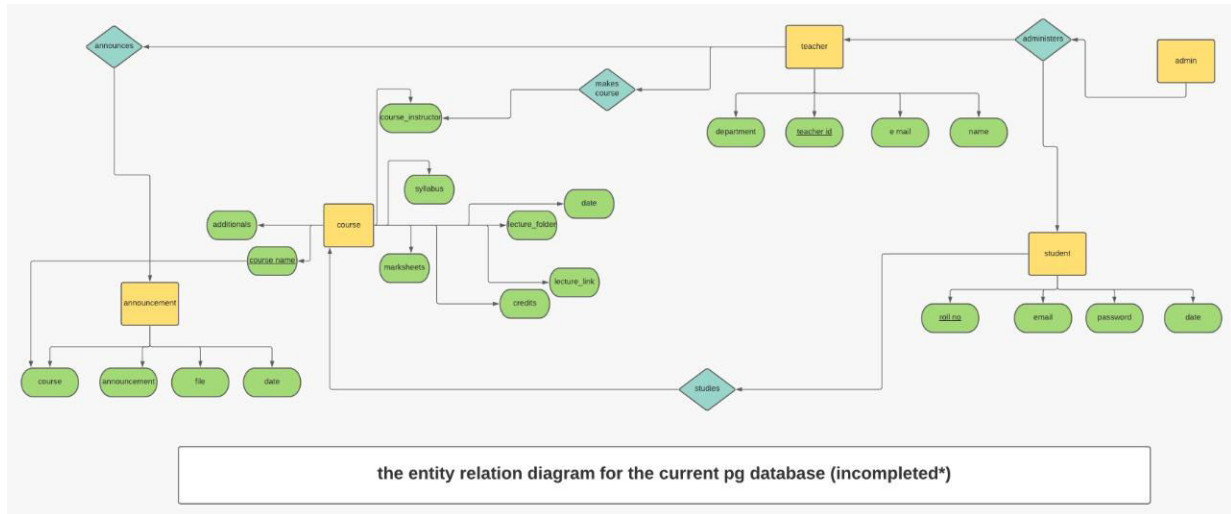 announces
teacher
administers
admin
makes
course
course_instructor
department
teacher id
e mail
name
syllabus
date
additionals
course
lecture_folder
course name
marksheets
student
lecture_link
announcement
credits
roll no
email
password
date
course
announcement
file
date
studies
the entity relation diagram for the current pg database (incompleted*)